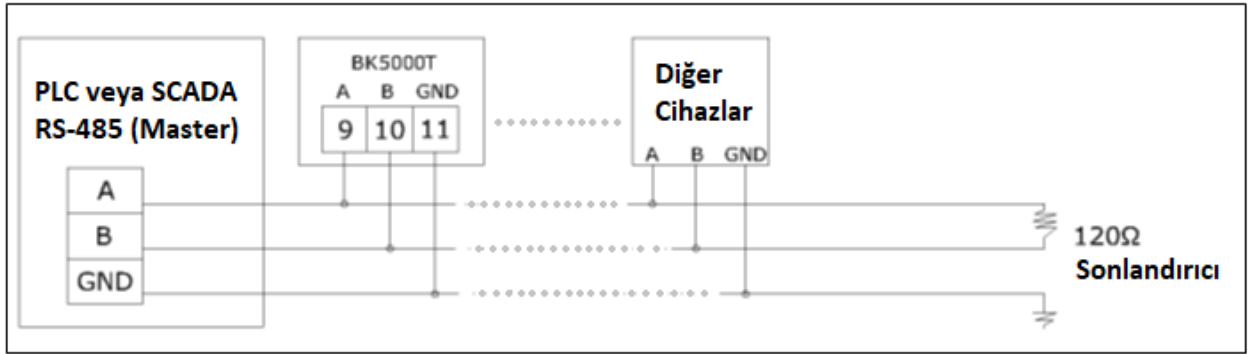 PLC veya SCADA
RS-485 (Master)
A
B
GND
BK5000T
A B GND
9 10 11
Diğer
Cihazlar
A B GND
120Ω
Sonlandırıcı